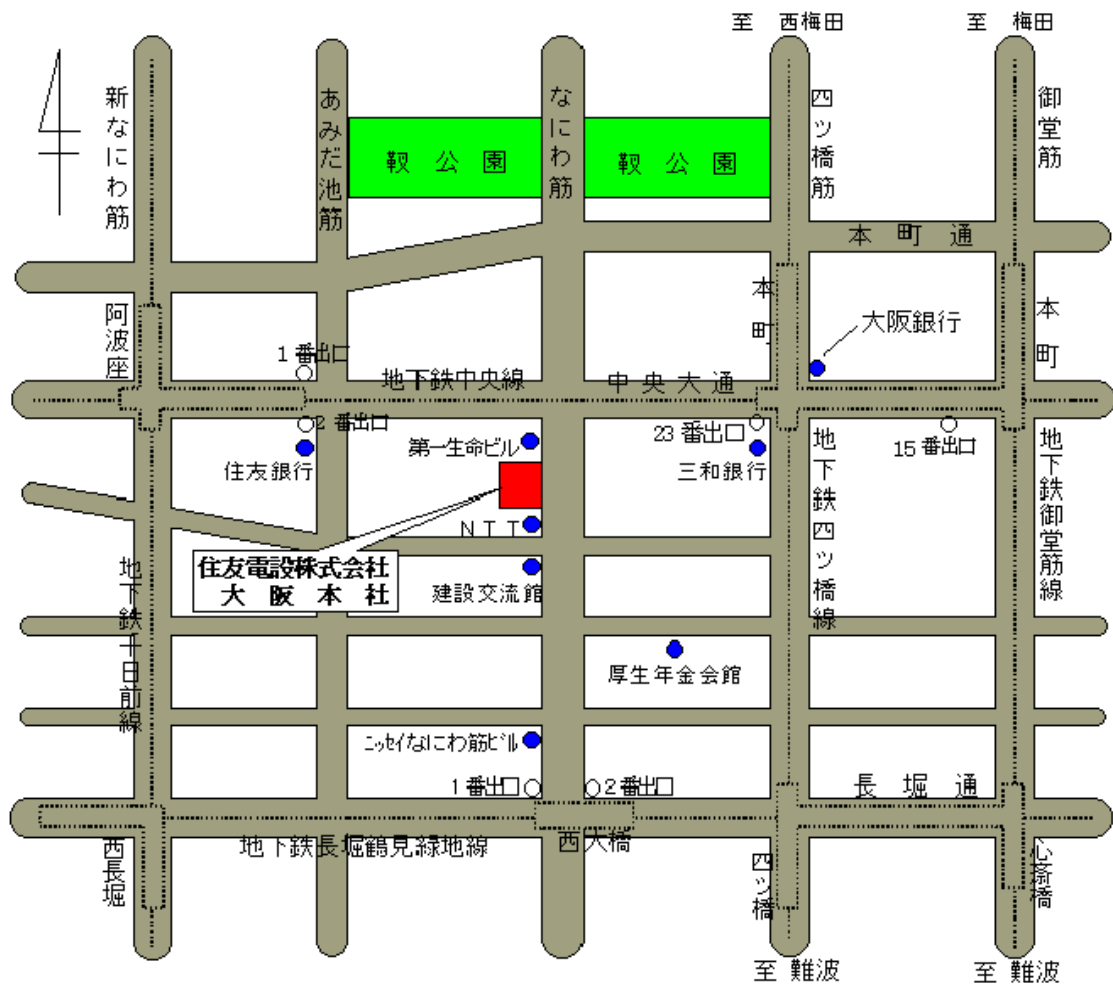 至 西梅田
至 梅田
新なにわ筋
あみだ池筋
なにわ筋
四ッ橋筋
御堂筋
靱公園
靱公園
本町通
阿波座
本町
大阪銀行
本町
1番出口
地下鉄中央線
中央大通
2番出口
第一生命ビル
23番出口
15番出口
住友銀行
三和銀行
地下鉄四ッ橋線
地下鉄御堂筋線
NTT
住友電設株式会社
大阪本社
建設交流館
地下鉄千日前線
厚生年金会館
ニッセイなにわ筋ビル
1番出口
2番出口
長堀通
西長堀
地下鉄長堀鶴見緑地線
西大橋
四ッ橋
心斎橋
至 難波
至 難波